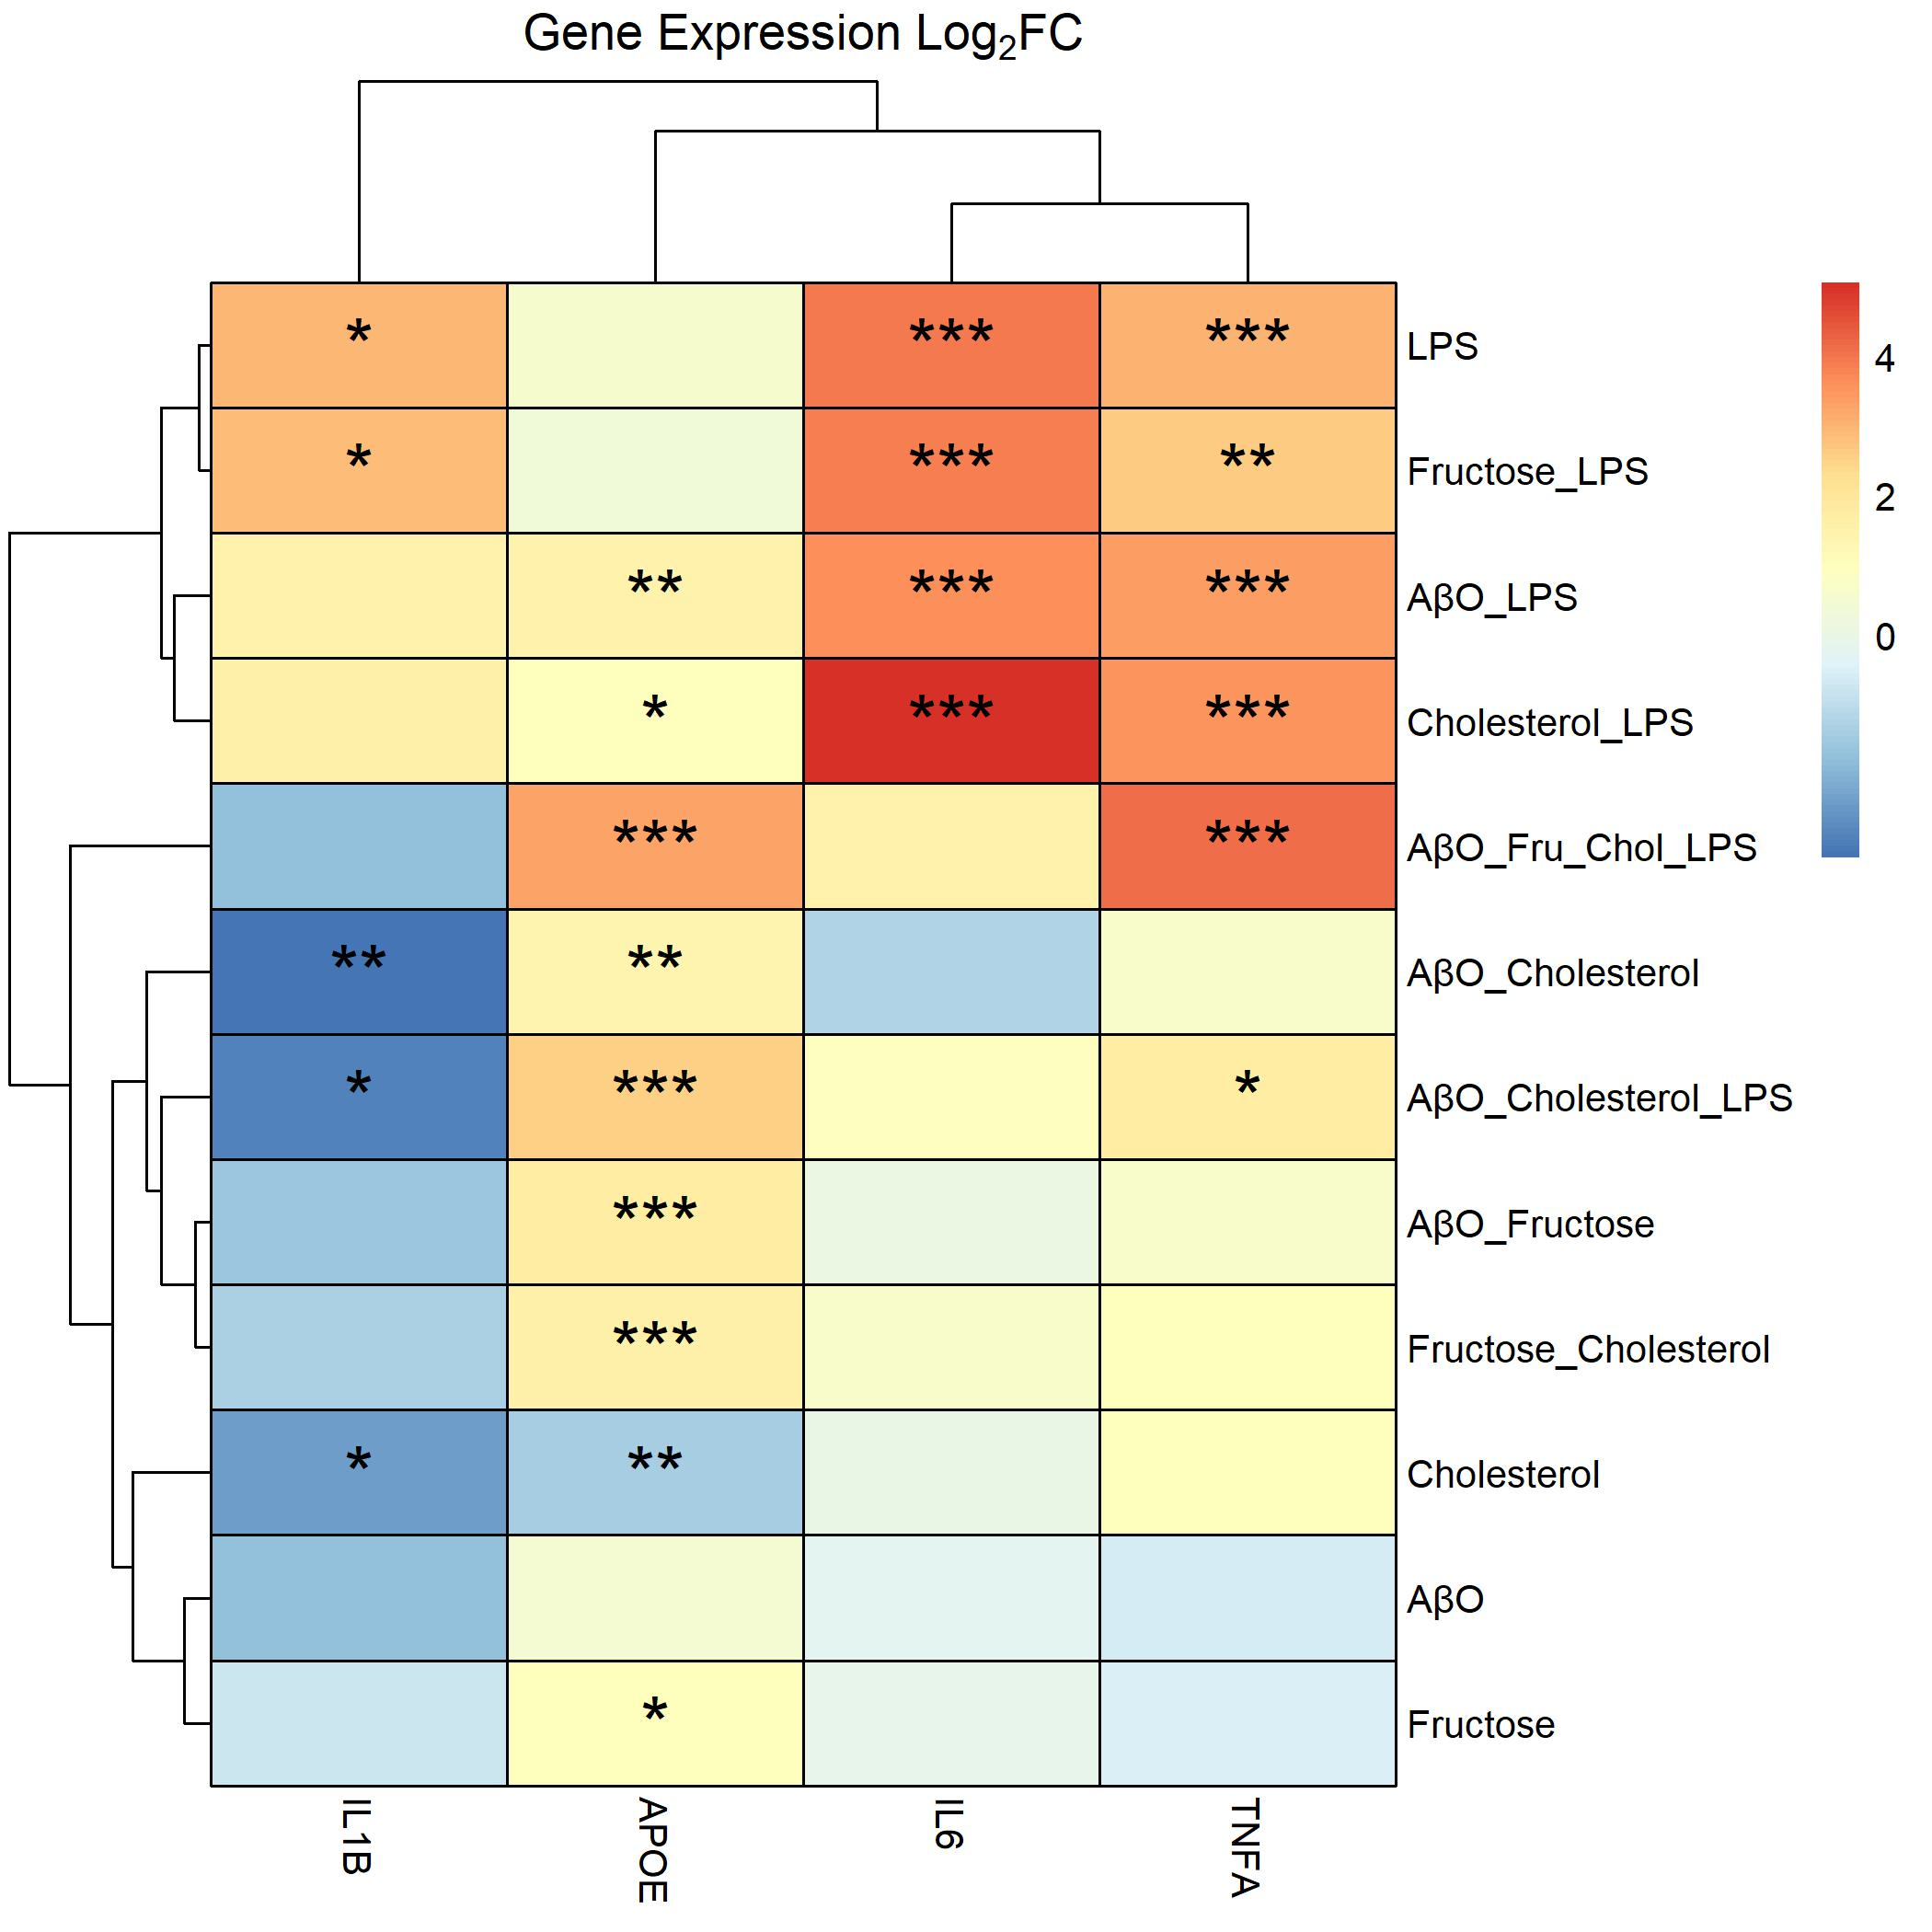 Gene Expression Log₂FC
* *** *** LPS
* *** ** Fructose_LPS
** *** *** AβO_LPS
* *** *** Cholesterol_LPS
*** *** AβO_Fru_Chol_LPS
** ** AβO_Cholesterol
* *** * AβO_Cholesterol_LPS
*** AβO_Fructose
*** Fructose_Cholesterol
* ** Cholesterol
AβO
* Fructose
IL1B
APOE
IL6
TNFA
4
2
0